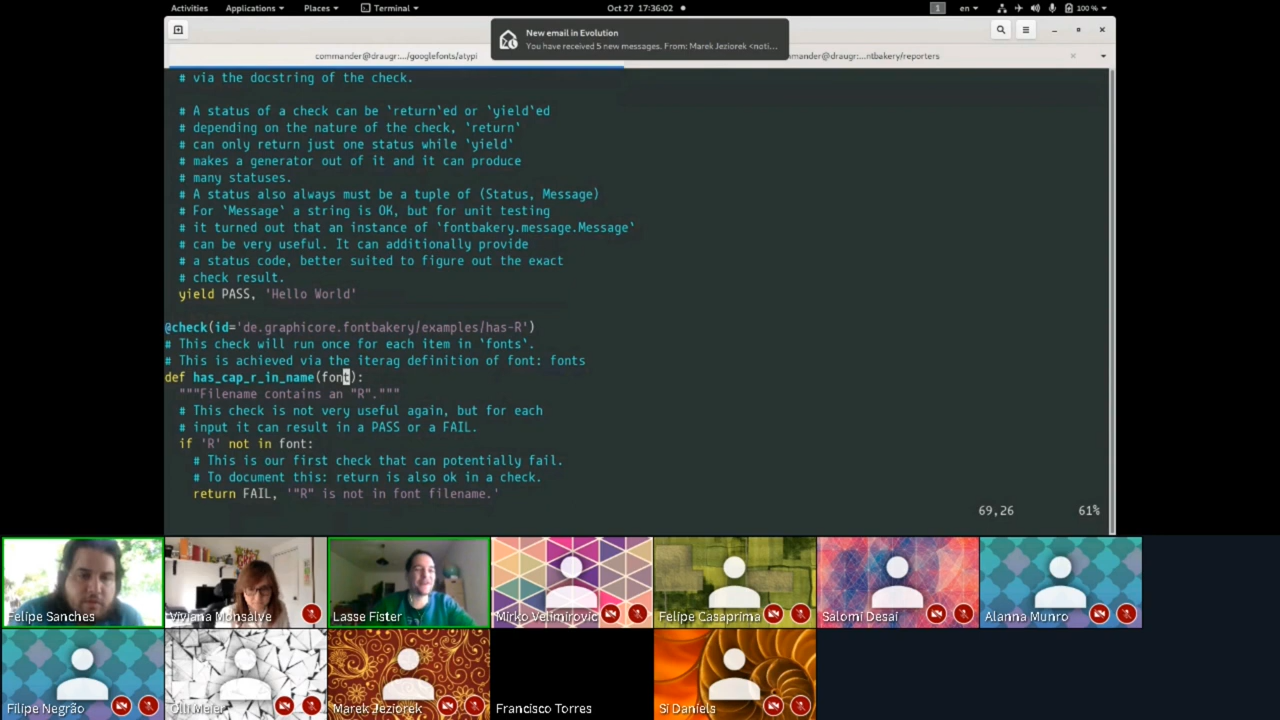 Activities Applications Places Terminal Oct 27 17:36:02 1 en 100 %
New email in Evolution
You have received 5 new messages. From: Marek Jeziorek <noti...
commander@draugr:.../googlefonts/atypi
mander@draugr:...ntbakery/reporters
# via the docstring of the check.
# A status of a check can be `return`ed or `yield`ed
# depending on the nature of the check, `return`
# can only return just one status while `yield`
# makes a generator out of it and it can produce
# many statuses.
# A status also always must be a tuple of (Status, Message)
# For `Message` a string is OK, but for unit testing
# it turned out that an instance of `fontbakery.message.Message`
# can be very useful. It can additionally provide
# a status code, better suited to figure out the exact
# check result.
yield PASS, 'Hello World'
@check(id='de.graphicore.fontbakery/examples/has-R')
# This check will run once for each item in `fonts`.
# This is achieved via the iterag definition of font: fonts
def has_cap_r_in_name(font):
"""Filename contains an "R"."""
# This check is not very useful again, but for each
# input it can result in a PASS or a FAIL.
if 'R' not in font:
# This is our first check that can potentially fail.
# To document this: return is also ok in a check.
return FAIL, '"R" is not in font filename.'
69,26 61%
Felipe Sanches
Viviana Monsalve
Lasse Fister
Mirko Velimirovic
Felipe Casaprima
Salomi Desai
Alanna Munro
Filipe Negrão
Olli Meier
Marek Jeziorek
Francisco Torres
Si Daniels